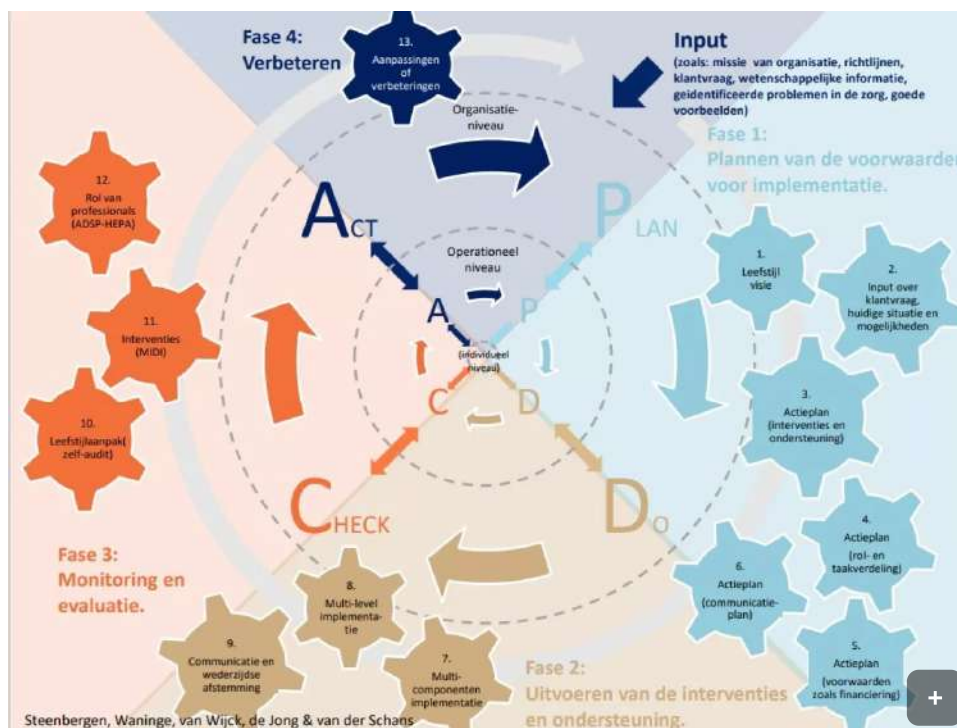 Fase 4:
Verbeteren
13.
Aanpassingen
of
verbeteringen
Input
(zoals: missie van organisatie, richtlijnen,
klantvraag, wetenschappelijke informatie,
geidentificeerde problemen in de zorg, goede
voorbeelden)
Organisatie-
niveau
Fase 1:
Plannen van de voorwaarden
voor implementatie.
12.
Rol van
professionals
(ADSP-HEPA)
ACT
PLAN
Operationeel
niveau
1.
Leefstijl
visie
2.
Input over
klantvraag,
huidige situatie en
mogelijkheden
11.
Interventies
(MIDI)
A
P
(individueel
niveau)
C
D
3.
Actieplan
(interventies en
ondersteuning)
10.
Leefstijlaanpak(
zelf-audit)
CHECK
DO
4.
Actieplan
(rol- en
taakverdeling)
Fase 3:
Monitoring en
evaluatie.
6.
Actieplan
(communicatie-
plan)
8.
Multi-level
implementa-
tie
9.
Communicatie en
wederzijdse
afstemming
7.
Multi-
componenten
implementatie
5.
Actieplan
(voorwaarden
zoals financiering)
Fase 2:
Uitvoeren van de interventies
en ondersteuning.
Steenbergen, Waninge, van Wijck, de Jong & van der Schans
+